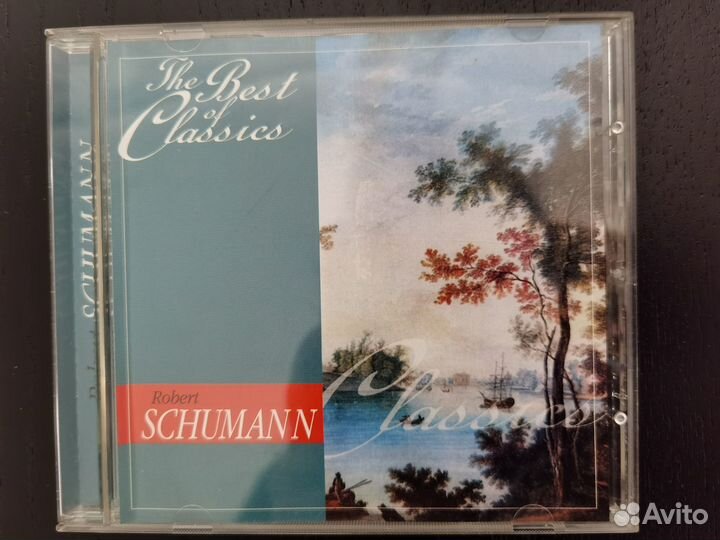 The Best
of
Classics
Robert
SCHUMANN
Classics
SCHUMANN
Avito